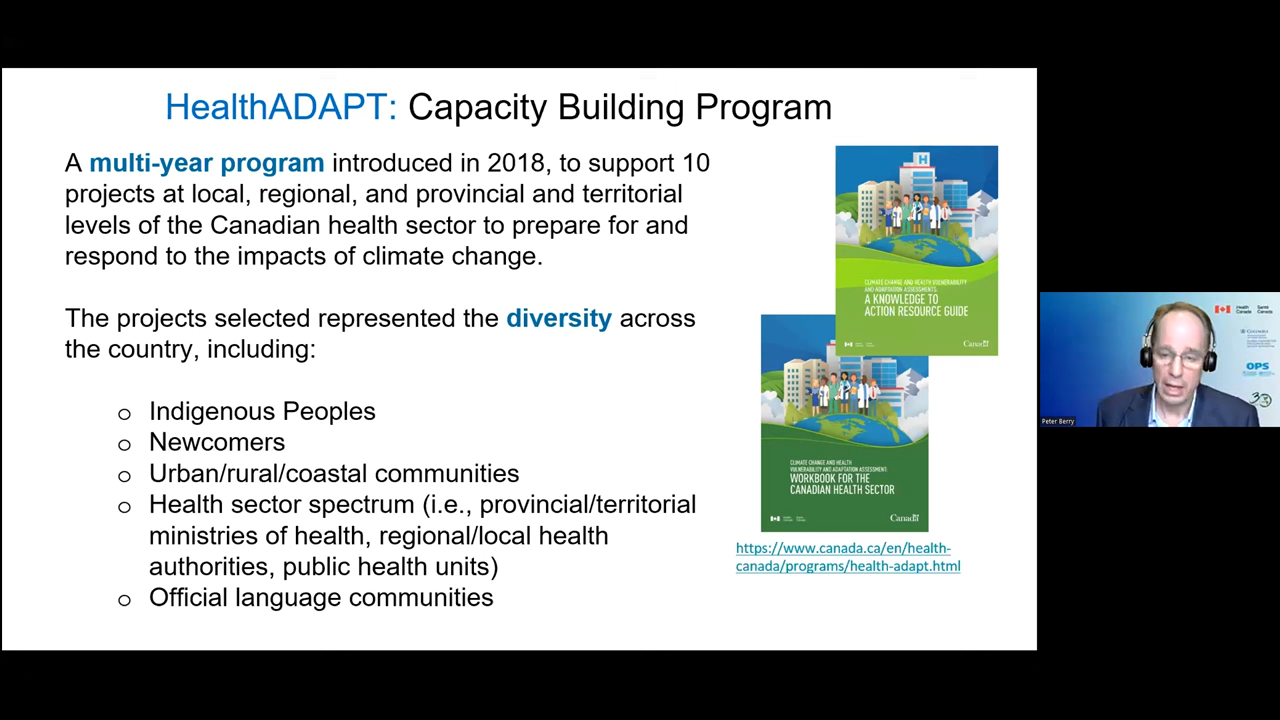 HealthADAPT: Capacity Building Program
A multi-year program introduced in 2018, to support 10
projects at local, regional, and provincial and territorial
levels of the Canadian health sector to prepare for and
respond to the impacts of climate change.
The projects selected represented the diversity across
the country, including:
o Indigenous Peoples
o Newcomers
o Urban/rural/coastal communities
o Health sector spectrum (i.e., provincial/territorial
ministries of health, regional/local health
authorities, public health units)
o Official language communities
H
CLIMATE CHANGE AND HEALTH VULNERABILITY
AND ADAPTATION ASSESSMENTS:
A KNOWLEDGE TO
ACTION RESOURCE GUIDE
Canada
CLIMATE CHANGE AND HEALTH
VULNERABILITY AND ADAPTATION ASSESSMENT:
WORKBOOK FOR THE
CANADIAN HEALTH SECTOR
Canada
https://www.canada.ca/en/health-
canada/programs/health-adapt.html
Health Santé
Canada Canada
COLUMBIA
OPS
Peter Berry